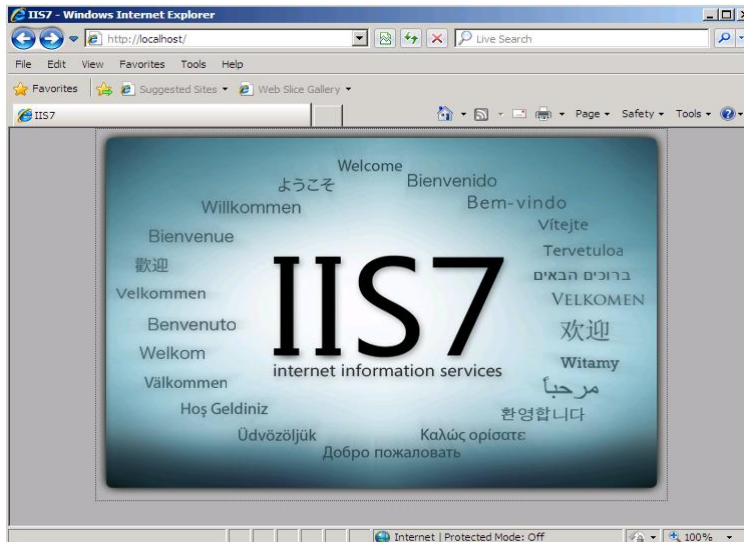 IIS7 - Windows Internet Explorer
http://localhost/
Live Search
File Edit View Favorites Tools Help
Favorites Suggested Sites Web Slice Gallery
IIS7 Page Safety Tools
Welcome
ようこそ Bienvenido
Willkommen Bem-vindo
Vítejte
Bienvenue
Tervetuloa
歡迎
ברוכים הבאים
Velkommen
VELKOMEN
Benvenuto
欢迎
Welkom
Witamy
Välkommen
مرحباً
Hoş Geldiniz
환영합니다
Üdvözöljük
Καλώς ορίσατε
Добро пожаловать
IIS7
internet information services
Internet | Protected Mode: Off 100%